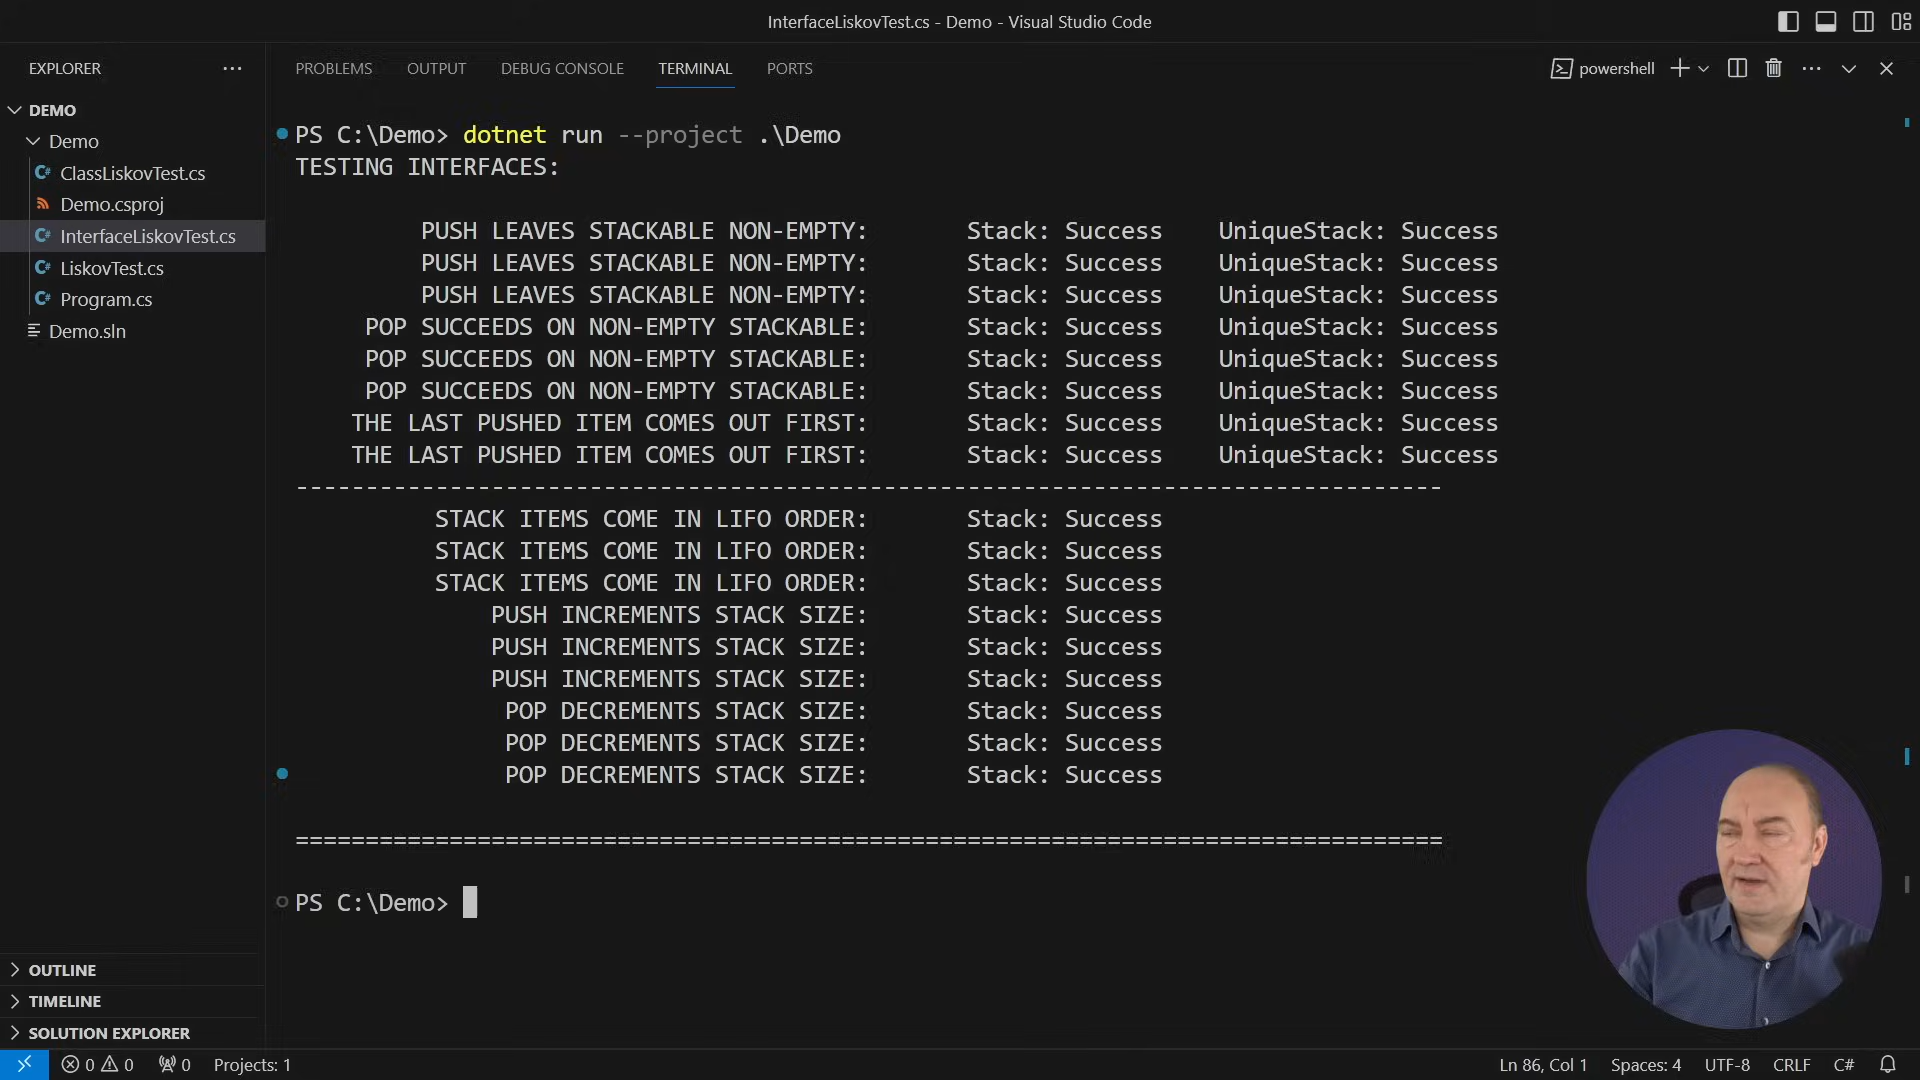 InterfaceLiskovTest.cs - Demo - Visual Studio Code
EXPLORER
DEMO
Demo
ClassLiskovTest.cs
Demo.csproj
InterfaceLiskovTest.cs
LiskovTest.cs
Program.cs
Demo.sln
OUTLINE
TIMELINE
SOLUTION EXPLORER
PROBLEMS OUTPUT DEBUG CONSOLE TERMINAL PORTS powershell
PS C:\Demo> dotnet run --project .\Demo
TESTING INTERFACES:
PUSH LEAVES STACKABLE NON-EMPTY: Stack: Success UniqueStack: Success
PUSH LEAVES STACKABLE NON-EMPTY: Stack: Success UniqueStack: Success
PUSH LEAVES STACKABLE NON-EMPTY: Stack: Success UniqueStack: Success
POP SUCCEEDS ON NON-EMPTY STACKABLE: Stack: Success UniqueStack: Success
POP SUCCEEDS ON NON-EMPTY STACKABLE: Stack: Success UniqueStack: Success
POP SUCCEEDS ON NON-EMPTY STACKABLE: Stack: Success UniqueStack: Success
THE LAST PUSHED ITEM COMES OUT FIRST: Stack: Success UniqueStack: Success
THE LAST PUSHED ITEM COMES OUT FIRST: Stack: Success UniqueStack: Success
----------------------------------------------------------------------------------
STACK ITEMS COME IN LIFO ORDER: Stack: Success
STACK ITEMS COME IN LIFO ORDER: Stack: Success
STACK ITEMS COME IN LIFO ORDER: Stack: Success
PUSH INCREMENTS STACK SIZE: Stack: Success
PUSH INCREMENTS STACK SIZE: Stack: Success
PUSH INCREMENTS STACK SIZE: Stack: Success
POP DECREMENTS STACK SIZE: Stack: Success
POP DECREMENTS STACK SIZE: Stack: Success
POP DECREMENTS STACK SIZE: Stack: Success
==================================================================================
PS C:\Demo>
0 0 0 Projects: 1 Ln 86, Col 1 Spaces: 4 UTF-8 CRLF C#